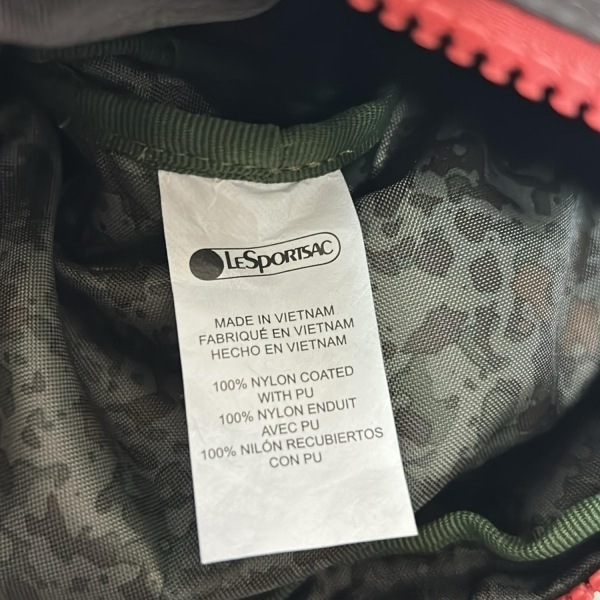 LESPORTSAC
MADE IN VIETNAM
FABRIQUÉ EN VIETNAM
HECHO EN VIETNAM
100% NYLON COATED
WITH PU
100% NYLON ENDUIT
AVEC PU
100% NILÓN RECUBIERTOS
CON PU